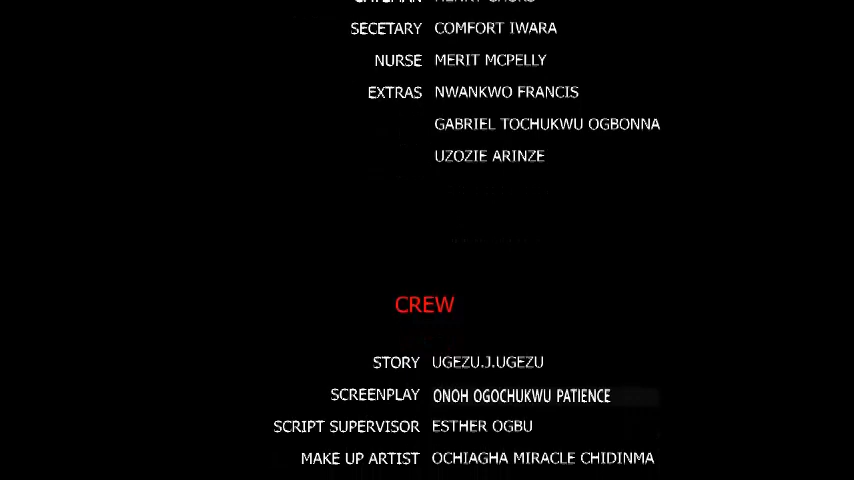 SECETARY COMFORT IWARA
NURSE MERIT MCPELLY
EXTRAS NWANKWO FRANCIS
GABRIEL TOCHUKWU OGBONNA
UZOZIE ARINZE
CREW
STORY UGEZU.J.UGEZU
SCREENPLAY ONOH OGOCHUKWU PATIENCE
SCRIPT SUPERVISOR ESTHER OGBU
MAKE UP ARTIST OCHIAGHA MIRACLE CHIDINMA